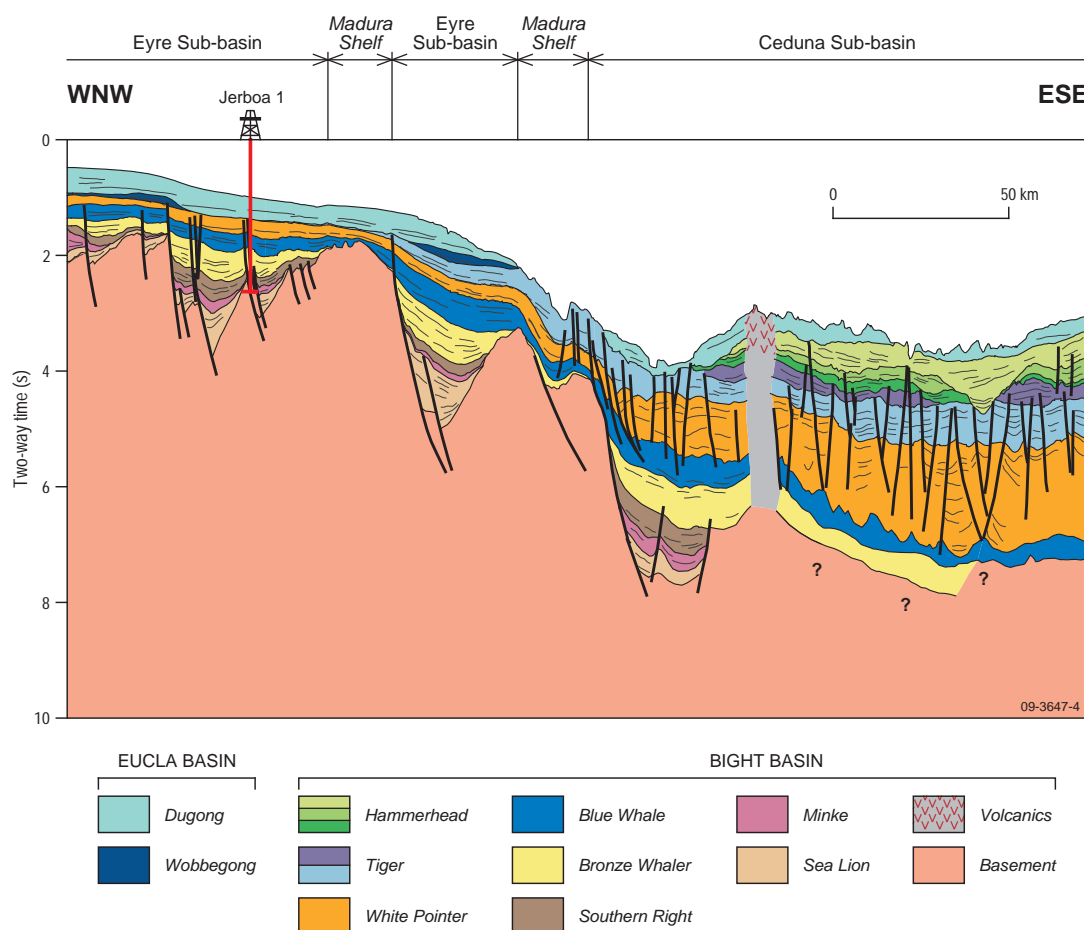 Eyre Sub-basin
Madura
Shelf
Eyre
Sub-basin
Madura
Shelf
Ceduna Sub-basin
WNW
Jerboa 1
ESE
0
2
4
6
8
10
Two-way time (s)
0 50 km
?
?
?
09-3647-4
EUCLA BASIN
BIGHT BASIN
Dugong
Hammerhead
Blue Whale
Minke
Volcanics
Wobbegong
Tiger
Bronze Whaler
Sea Lion
Basement
White Pointer
Southern Right